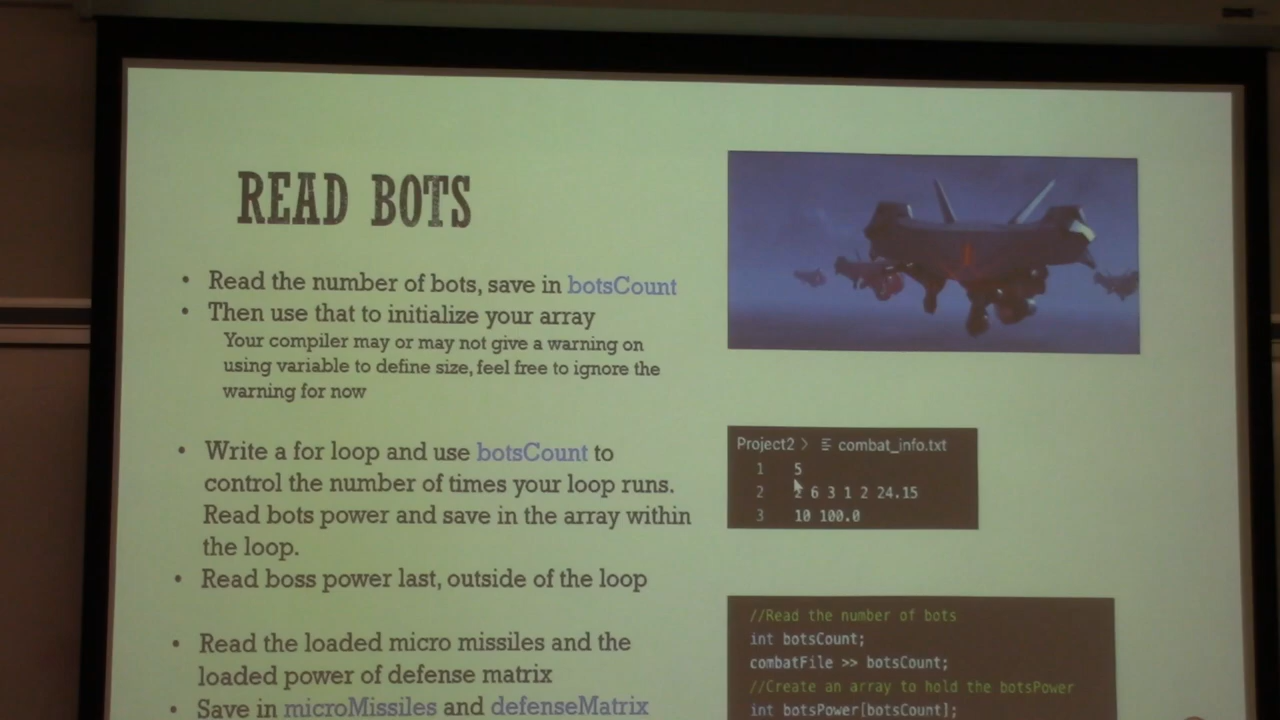 READ BOTS
• Read the number of bots, save in botsCount
• Then use that to initialize your array
Your compiler may or may not give a warning on
using variable to define size, feel free to ignore the
warning for now
• Write a for loop and use botsCount to
control the number of times your loop runs.
Read bots power and save in the array within
the loop.
• Read boss power last, outside of the loop
• Read the loaded micro missiles and the
loaded power of defense matrix
• Save in microMissiles and defenseMatrix
Project2 > combat_info.txt
1 5
2 2 6 3 1 2 24.15
3 10 100.0
//Read the number of bots
int botsCount;
combatFile >> botsCount;
//Create an array to hold the botsPower
int botsPower[botsCount];